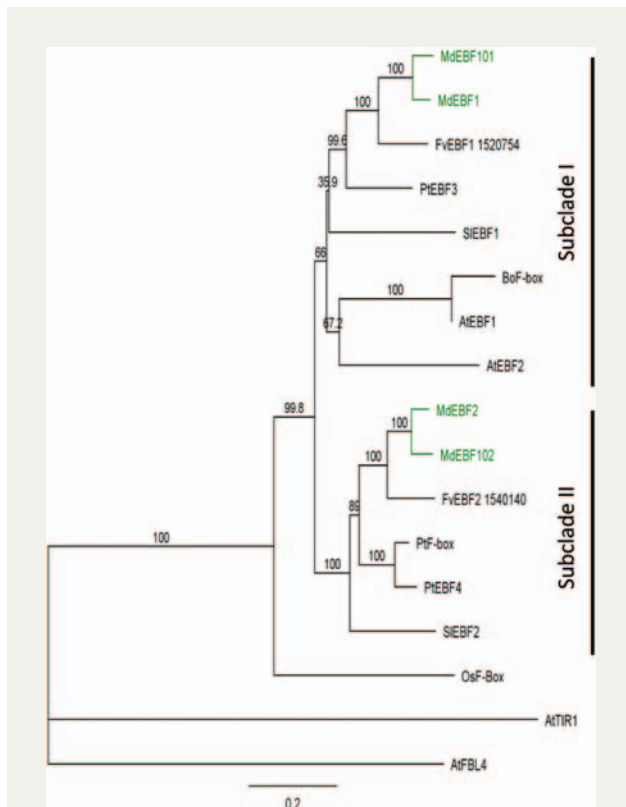 MdEBF101
100
MdEBF1
100
FvEBF1 1520754
99.6
35.9
PtEBF3
SlEBF1
66
BoF-box
100
AtEBF1
67.2
AtEBF2
Subclade I
MdEBF2
99.8
100
MdEBF102
100
FvEBF2 1540140
89
PtF-box
100
100
PtEBF4
100
SlEBF2
Subclade II
OsF-Box
AtTIR1
AtFBL4
0.2